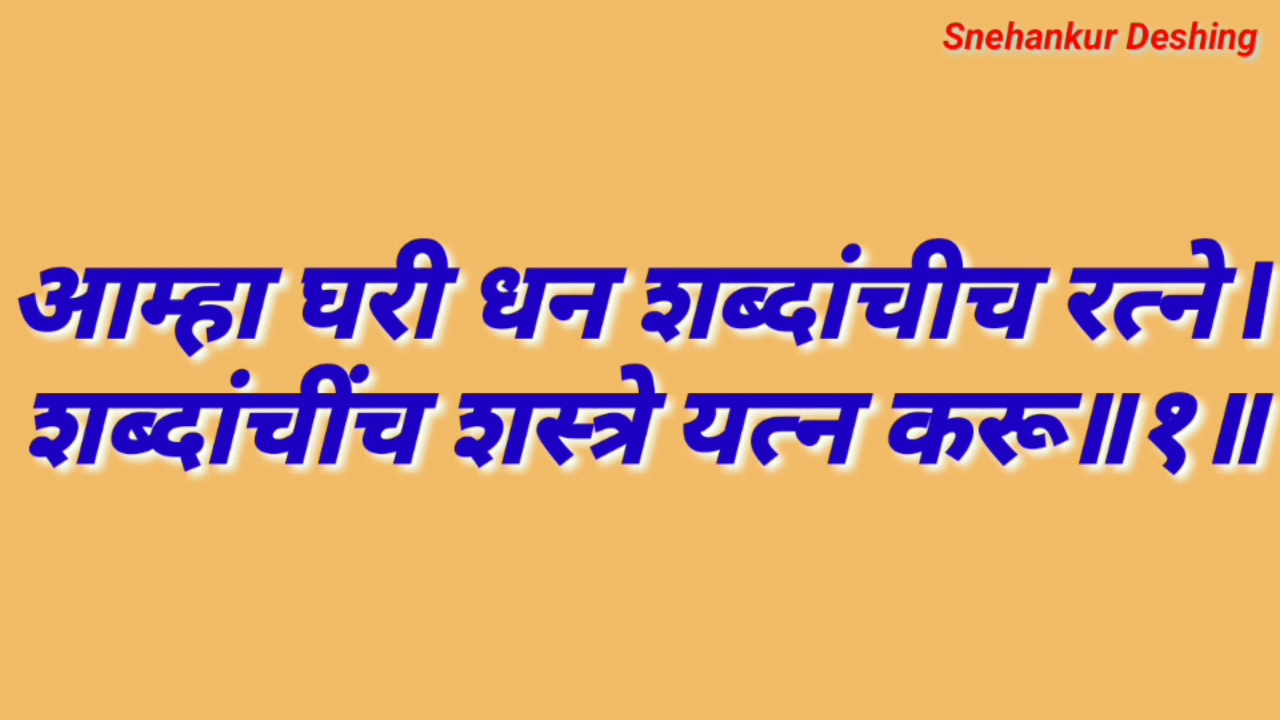 Snehankur Deshing
आम्हा घरी धन शब्दांचीच रत्ने।
शब्दांचींच शस्त्रे यत्न करू॥१॥